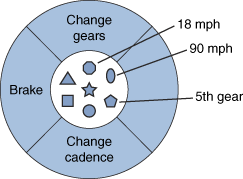 Change
gears
18 mph
90 mph
Brake
5th gear
Change
cadence